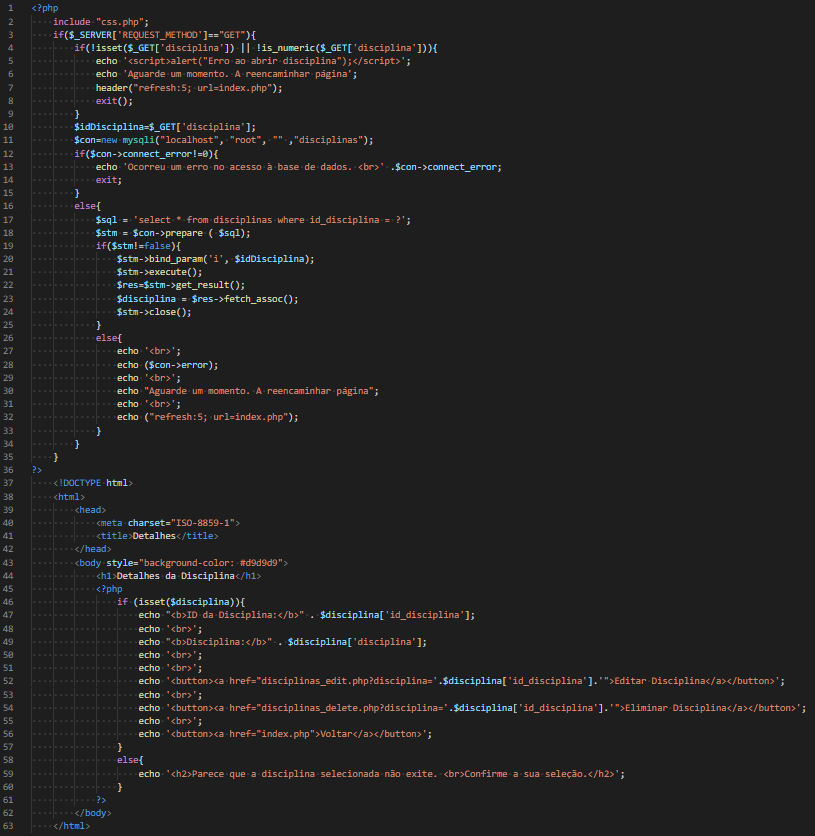 1 <?php
2 include "css.php";
3 if($_SERVER['REQUEST_METHOD']=="GET"){
4 if(!isset($_GET['disciplina']) || !is_numeric($_GET['disciplina'])){
5 echo '<script>alert("Erro ao abrir disciplina");</script>';
6 echo 'Aguarde um momento. A reencaminhar página';
7 header("refresh:5; url=index.php");
8 exit();
9 }
10 $idDisciplina=$_GET['disciplina'];
11 $con=new mysqli("localhost", "root", "" ,"disciplinas");
12 if($con->connect_error!=0){
13 echo 'Ocorreu um erro no acesso à base de dados. <br>' .$con->connect_error;
14 exit;
15 }
16 else{
17 $sql = 'select * from disciplinas where id_disciplina = ?';
18 $stm = $con->prepare ( $sql);
19 if($stm!=false){
20 $stm->bind_param('i', $idDisciplina);
21 $stm->execute();
22 $res=$stm->get_result();
23 $disciplina = $res->fetch_assoc();
24 $stm->close();
25 }
26 else{
27 echo '<br>';
28 echo ($con->error);
29 echo '<br>';
30 echo "Aguarde um momento. A reencaminhar página";
31 echo '<br>';
32 echo ("refresh:5; url=index.php");
33 }
34 }
35 }
36 ?>
37 <!DOCTYPE html>
38 <html>
39 <head>
40 <meta charset="ISO-8859-1">
41 <title>Detalhes</title>
42 </head>
43 <body style="background-color: #d9d9d9">
44 <h1>Detalhes da Disciplina</h1>
45 <?php
46 if (isset($disciplina)){
47 echo "<b>ID da Disciplina:</b>" . $disciplina['id_disciplina'];
48 echo '<br>';
49 echo "<b>Disciplina:</b>" . $disciplina['disciplina'];
50 echo '<br>';
51 echo '<br>';
52 echo '<button><a href="disciplinas_edit.php?disciplina='.$disciplina['id_disciplina'].'">Editar Disciplina</a></button>';
53 echo '<br>';
54 echo '<button><a href="disciplinas_delete.php?disciplina='.$disciplina['id_disciplina'].'">Eliminar Disciplina</a></button>';
55 echo '<br>';
56 echo '<button><a href="index.php">Voltar</a></button>';
57 }
58 else{
59 echo '<h2>Parece que a disciplina selecionada não exite. <br>Confirme a sua seleção.</h2>';
60 }
61 ?>
62 </body>
63 </html>